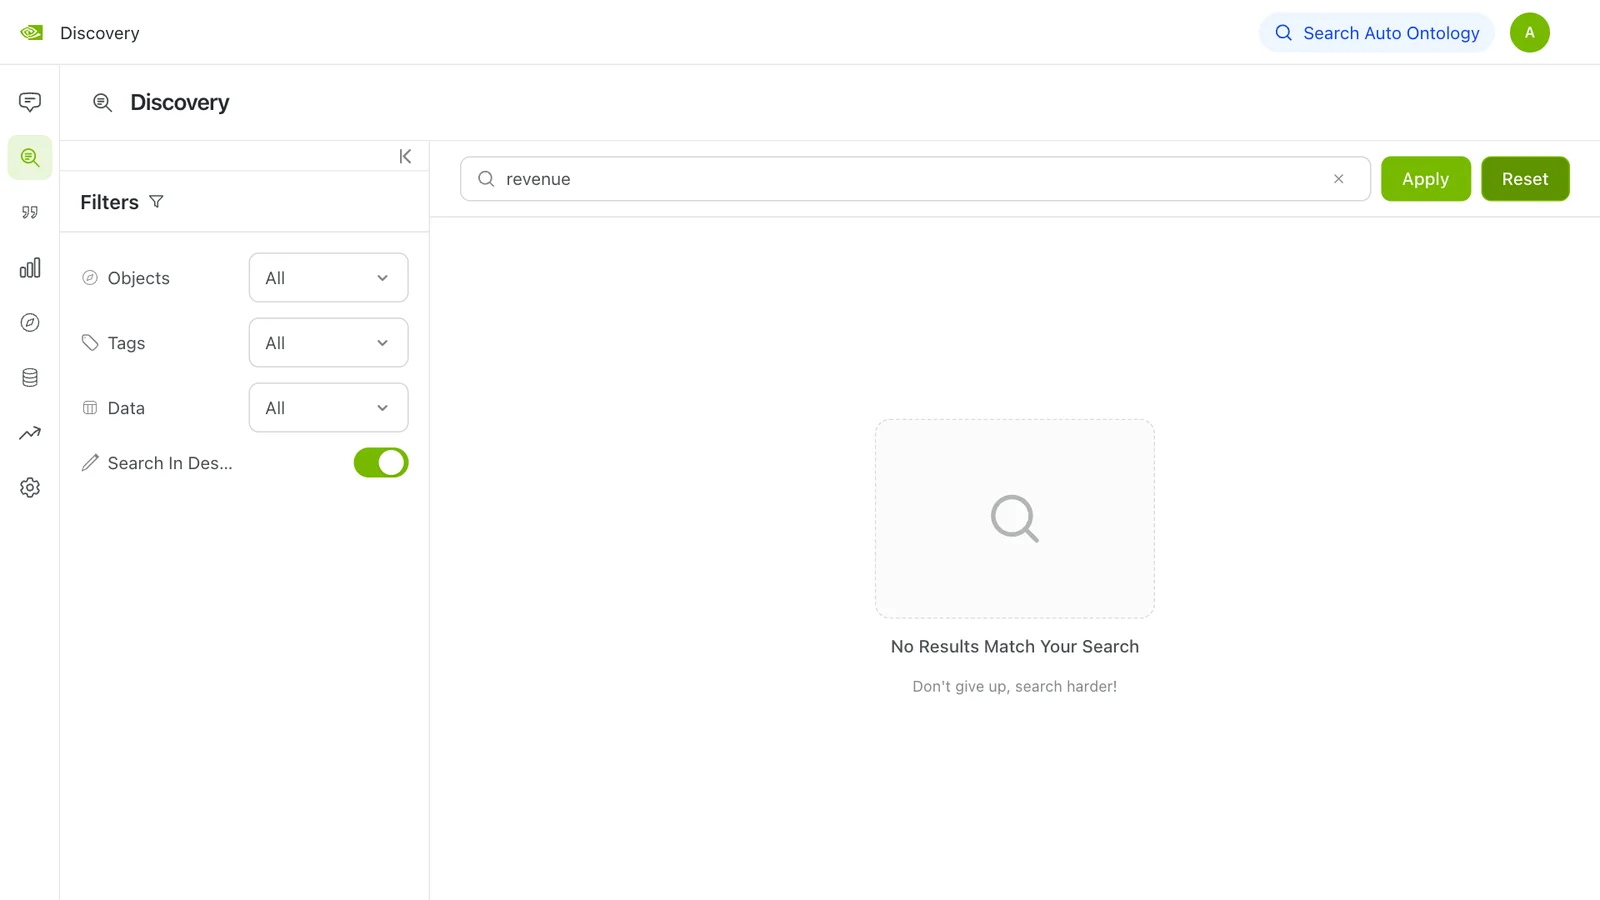 Discovery
Search Auto Ontology
A
Discovery
Filters
revenue
Apply
Reset
Objects
All
Tags
All
Data
All
Search In Des...
No Results Match Your Search
Don't give up, search harder!